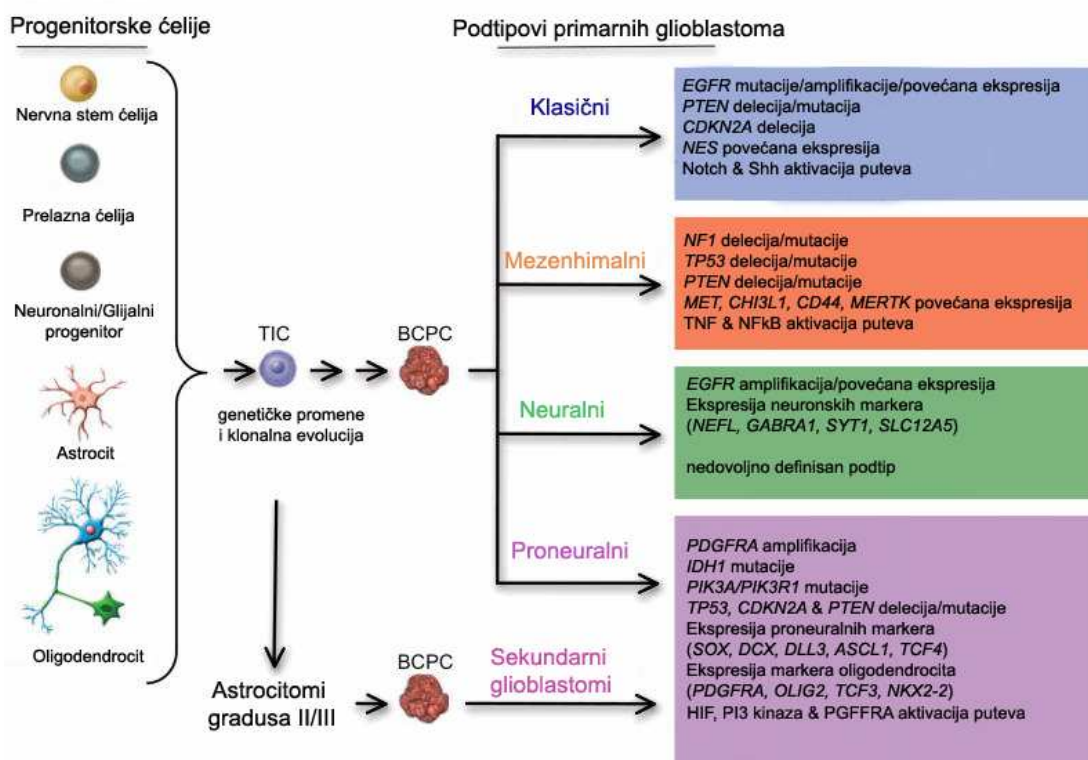 Progenitorske ćelije
Nervna stem ćelija
Prelazna ćelija
Neuronalni/Glijalni
progenitor
Astrocit
Oligodendrocit
TIC
genetičke promene
i klonalna evolucija
BCPC
Astrocitomi
gradusa II/III
BCPC
Podtipovi primarnih glioblastoma
Klasični
EGFR mutacije/amplifikacije/povećana ekspresija
PTEN delecija/mutacija
CDKN2A delecija
NES povećana ekspresija
Notch & Shh aktivacija puteva
Mezenhimalni
NF1 delecija/mutacije
TP53 delecija/mutacije
PTEN delecija/mutacije
MET, CHI3L1, CD44, MERTK povećana ekspresija
TNF & NFkB aktivacija puteva
Neuralni
EGFR amplifikacija/povećana ekspresija
Ekspresija neuronskih markera
(NEFL, GABRA1, SYT1, SLC12A5)
nedovoljno definisan podtip
Proneuralni
Sekundarni
glioblastomi
PDGFRA amplifikacija
IDH1 mutacije
PIK3A/PIK3R1 mutacije
TP53, CDKN2A & PTEN delecija/mutacije
Ekspresija proneuralnih markera
(SOX, DCX, DLL3, ASCL1, TCF4)
Ekspresija markera oligodendrocita
(PDGFRA, OLIG2, TCF3, NKX2-2)
HIF, PI3 kinaza & PGFFRA aktivacija puteva